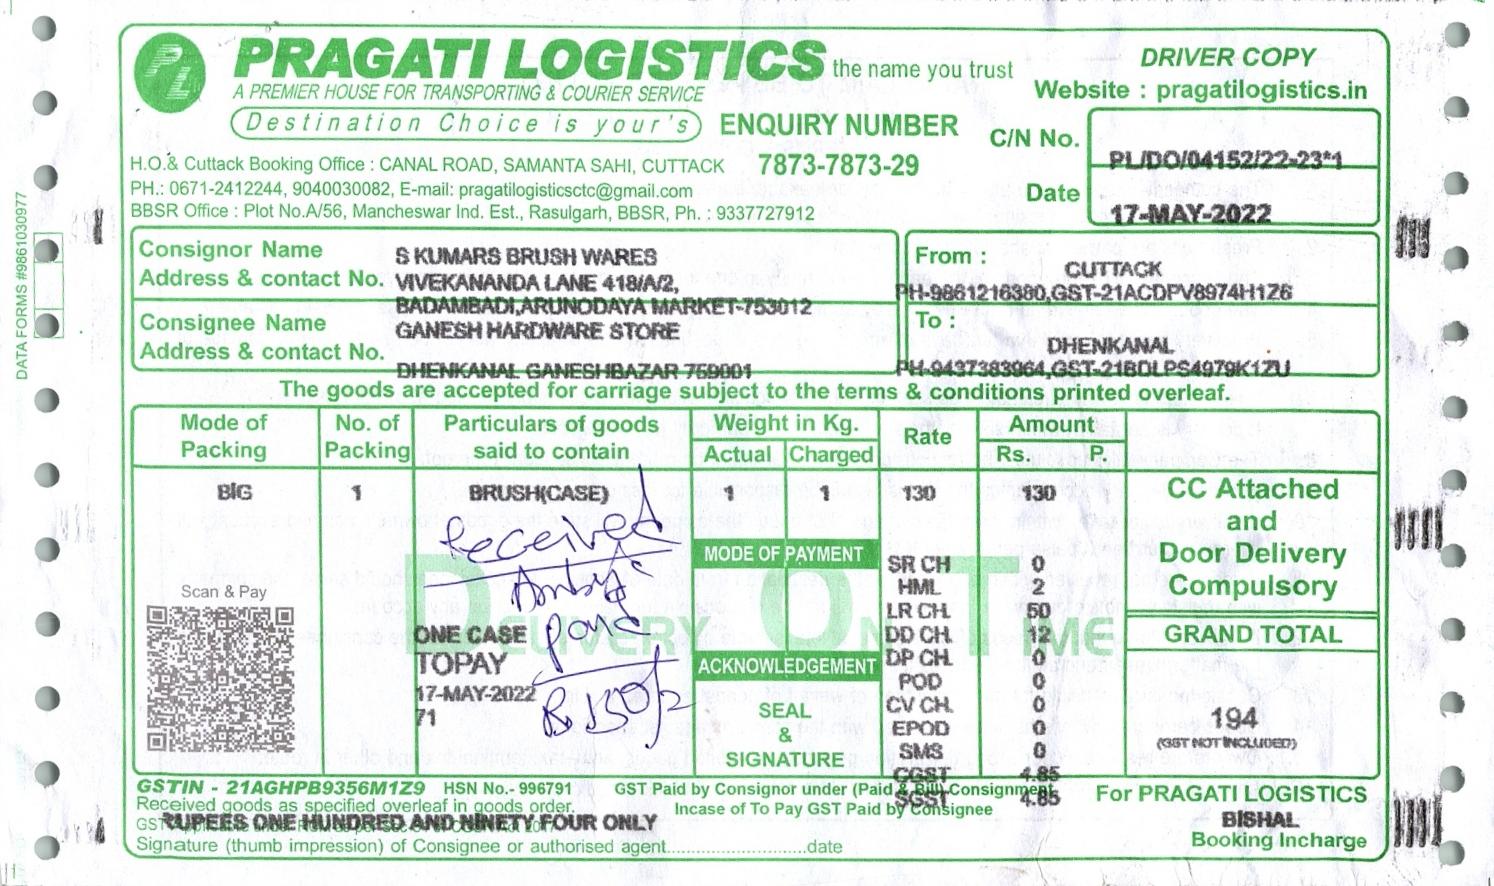 PRAGATI LOGISTICS the name you trust
A PREMIER HOUSE FOR TRANSPORTING & COURIER SERVICE
Destination Choice is your's
DRIVER COPY
Website : pragatilogistics.in
ENQUIRY NUMBER
7873-7873-29
C/N No. PL/DO/04152/22-23*1
Date 17-MAY-2022
H.O.& Cuttack Booking Office : CANAL ROAD, SAMANTA SAHI, CUTTACK
PH.: 0671-2412244, 9040030082, E-mail: pragatilogisticsctc@gmail.com
BBSR Office : Plot No.A/56, Mancheswar Ind. Est., Rasulgarh, BBSR, Ph. : 9337727912
DATA FORMS #9861030977
Consignor Name
Address & contact No.
S KUMARS BRUSH WARES
VIVEKANANDA LANE 418/A/2,
BADAMBADI,ARUNODAYA MARKET-753012
From :
CUTTACK
PH-9861216380,GST-21ACDPV8974H1Z6
Consignee Name
Address & contact No.
GANESH HARDWARE STORE
DHENKANAL GANESHBAZAR 759001
To :
DHENKANAL
PH-9437383964,GST-21BDLPS4979K1ZU
The goods are accepted for carriage subject to the terms & conditions printed overleaf.
Mode of Packing
No. of Packing
Particulars of goods said to contain
Weight in Kg.
Actual Charged
Rate
Amount
Rs. P.
BIG 1 BRUSH(CASE) 1 1 130 130
Received
paid
ONE CASE
TOPAY
17-MAY-2022
71
Scan & Pay
DELIVERY ON TIME
MODE OF PAYMENT
ACKNOWLEDGEMENT
SEAL
&
SIGNATURE
SR CH 0
HML 2
LR CH. 50
DD CH. 12
DP CH. 0
POD 0
CV CH. 0
EPOD 0
SMS 0
CGST 4.85
SGST 4.85
CC Attached
and
Door Delivery
Compulsory
GRAND TOTAL
194
(GST NOT INCLUDED)
GSTIN - 21AGHPB9356M1Z9 HSN No.- 996791
GST Paid by Consignor under (Paid & Bill) Consignment
Incase of To Pay GST Paid by Consignee
Received goods as specified overleaf in goods order.
RUPEES ONE HUNDRED AND NINETY FOUR ONLY
Signature (thumb impression) of Consignee or authorised agent..............................date
For PRAGATI LOGISTICS
BISHAL
Booking Incharge